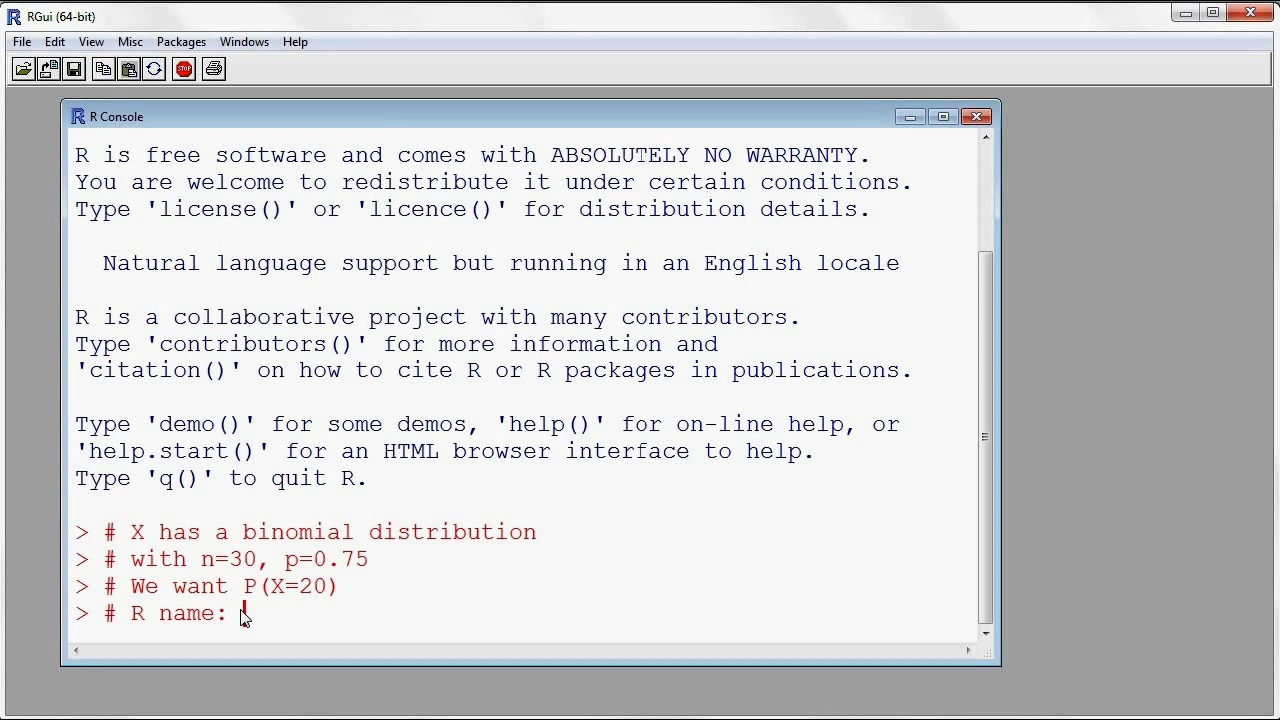 RGui (64-bit)
File Edit View Misc Packages Windows Help
STOP
R Console
R is free software and comes with ABSOLUTELY NO WARRANTY.
You are welcome to redistribute it under certain conditions.
Type 'license()' or 'licence()' for distribution details.
Natural language support but running in an English locale
R is a collaborative project with many contributors.
Type 'contributors()' for more information and
'citation()' on how to cite R or R packages in publications.
Type 'demo()' for some demos, 'help()' for on-line help, or
'help.start()' for an HTML browser interface to help.
Type 'q()' to quit R.
> # X has a binomial distribution
> # with n=30, p=0.75
> # We want P(X=20)
> # R name: